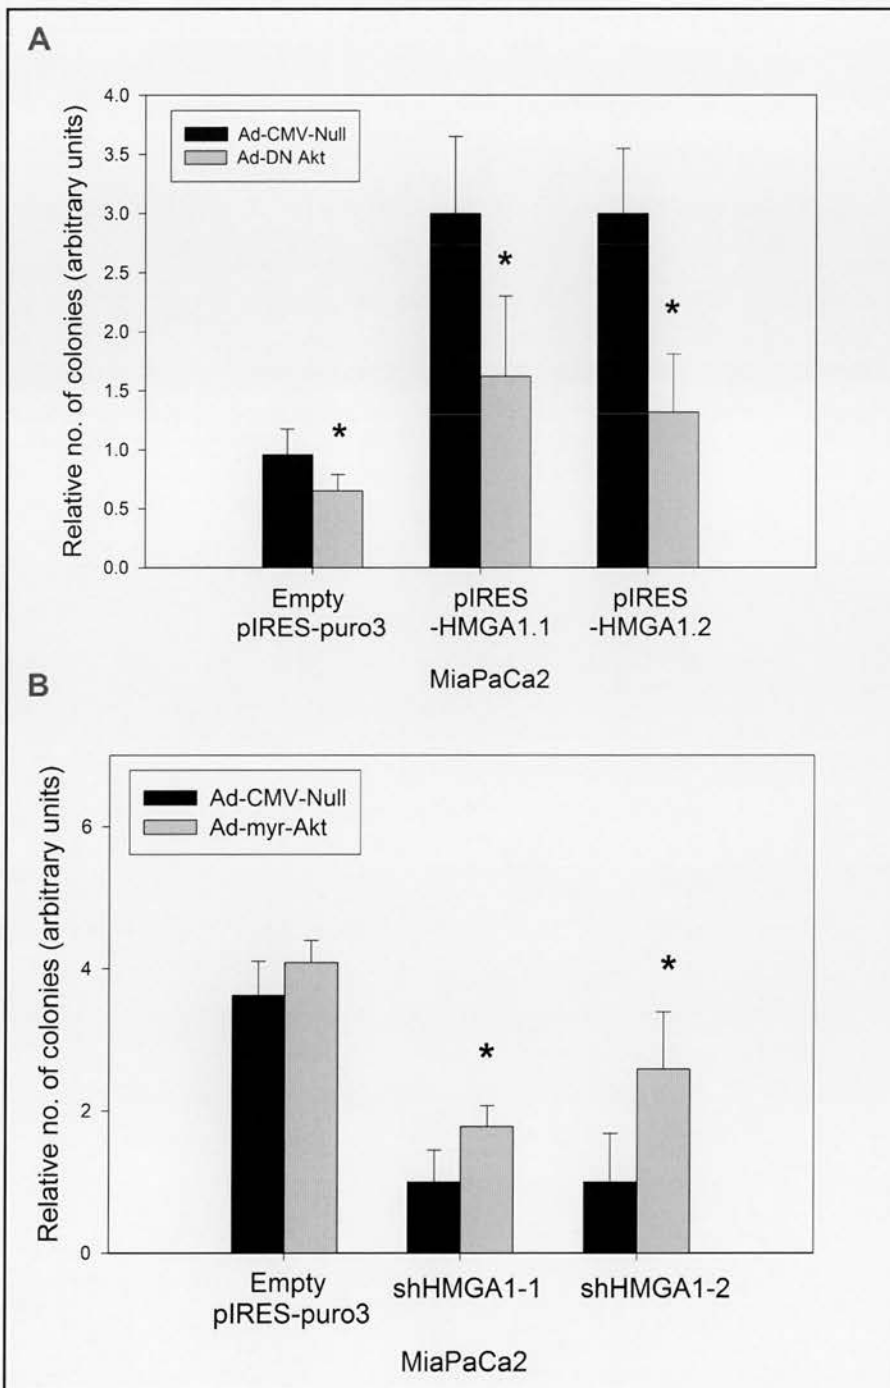 A
Relative no. of colonies (arbitrary units)
4.0
3.5
3.0
2.5
2.0
1.5
1.0
0.5
0.0
Ad-CMV-Null
Ad-DN Akt
*
*
*
Empty
pIRES-puro3
pIRES
-HMGA1.1
pIRES
-HMGA1.2
MiaPaCa2
B
Relative no. of colonies (arbitrary units)
6
4
2
0
Ad-CMV-Null
Ad-myr-Akt
*
*
Empty
pIRES-puro3
shHMGA1-1
shHMGA1-2
MiaPaCa2